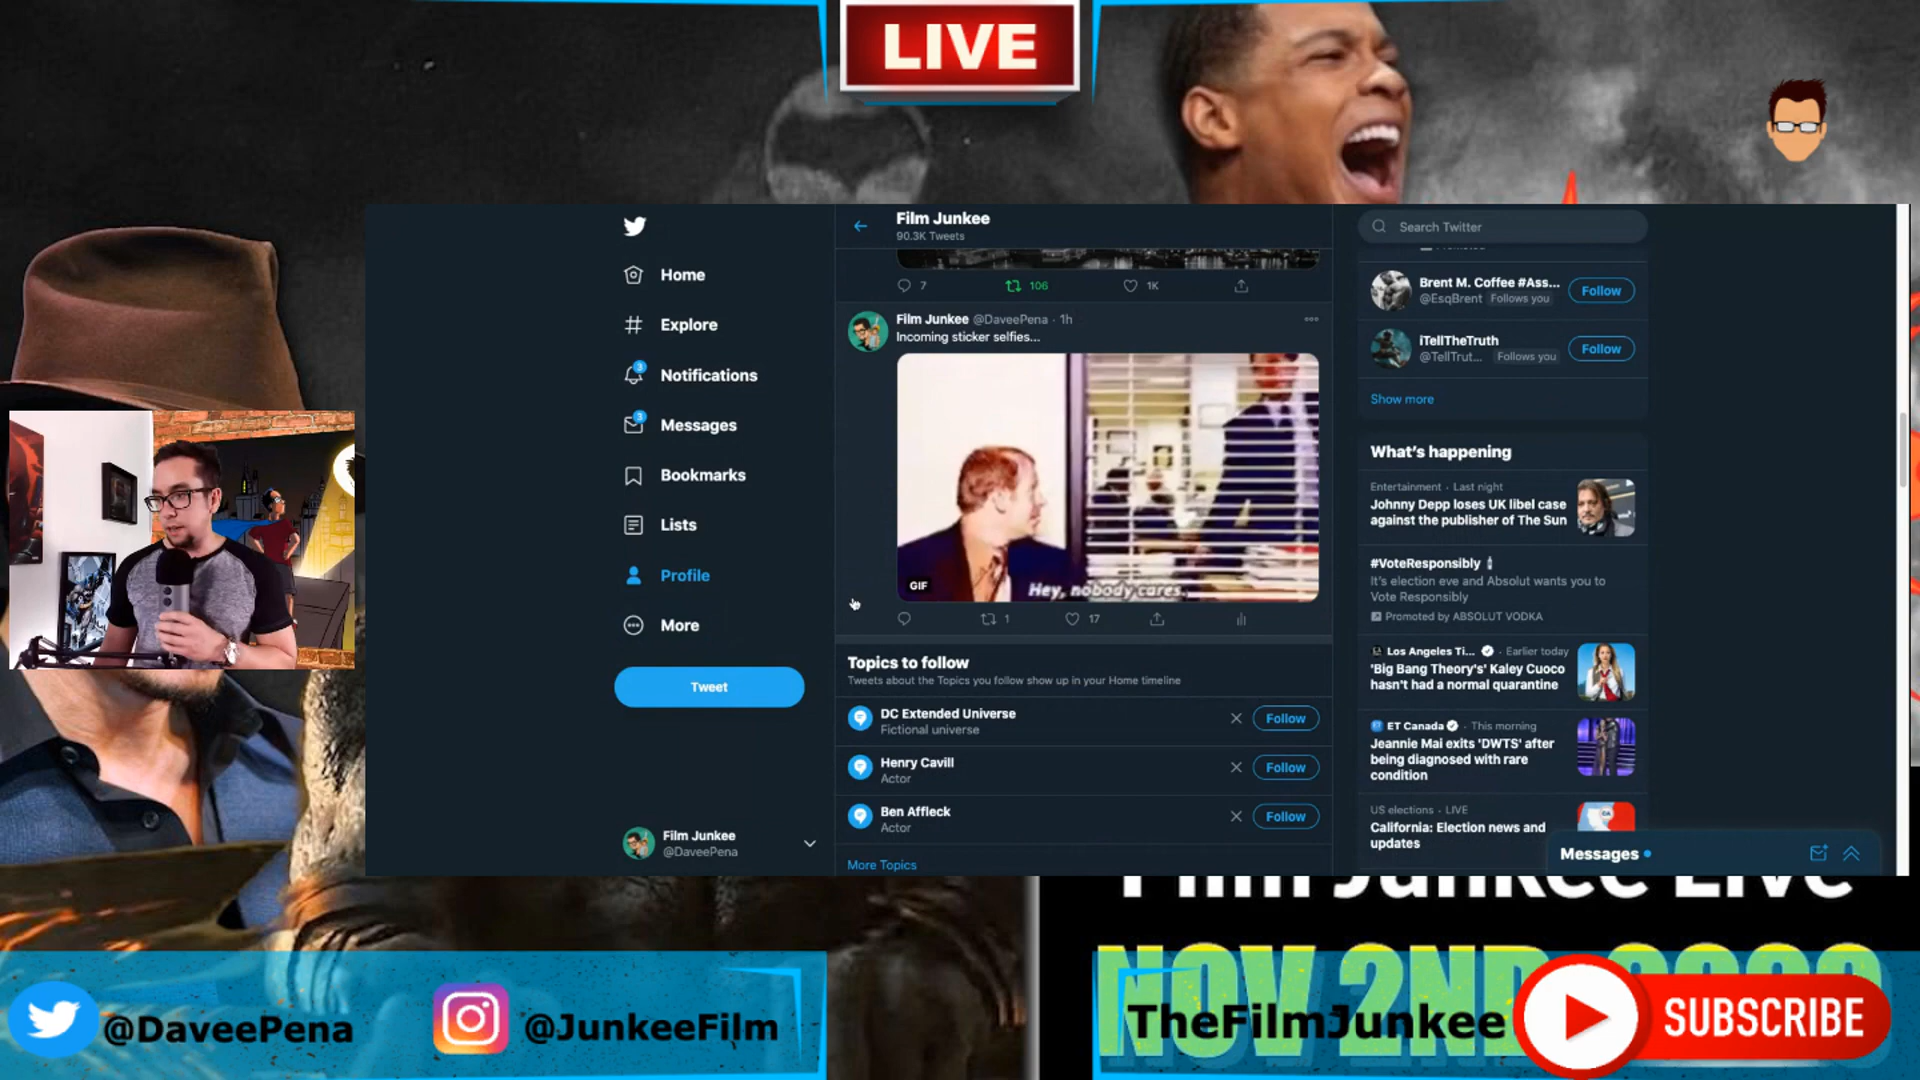 LIVE
Film Junkee
90.3K Tweets
Search Twitter
Home
Explore
3
Notifications
3
Messages
Bookmarks
Lists
Profile
More
Tweet
Film Junkee
@DaveePena
7
106
1K
Film Junkee @DaveePena · 1h
Incoming sticker selfies...
GIF
Hey, nobody cares.
1
17
Topics to follow
Tweets about the Topics you follow show up in your Home timeline
DC Extended Universe
Fictional universe
Follow
Henry Cavill
Actor
Follow
Ben Affleck
Actor
Follow
More Topics
Brent M. Coffee #Ass...
@EsqBrent Follows you
Follow
iTellTheTruth
@TellTrut... Follows you
Follow
Show more
What's happening
Entertainment · Last night
Johnny Depp loses UK libel case
against the publisher of The Sun
#VoteResponsibly
It's election eve and Absolut wants you to
Vote Responsibly
Promoted by ABSOLUT VODKA
Los Angeles Ti... · Earlier today
'Big Bang Theory's' Kaley Cuoco
hasn't had a normal quarantine
ET Canada · This morning
Jeannie Mai exits 'DWTS' after
being diagnosed with rare
condition
US elections · LIVE
California: Election news and
updates
Messages
Film Junkee Live
NOV 2ND
@DaveePena
@JunkeeFilm
TheFilmJunkee
SUBSCRIBE